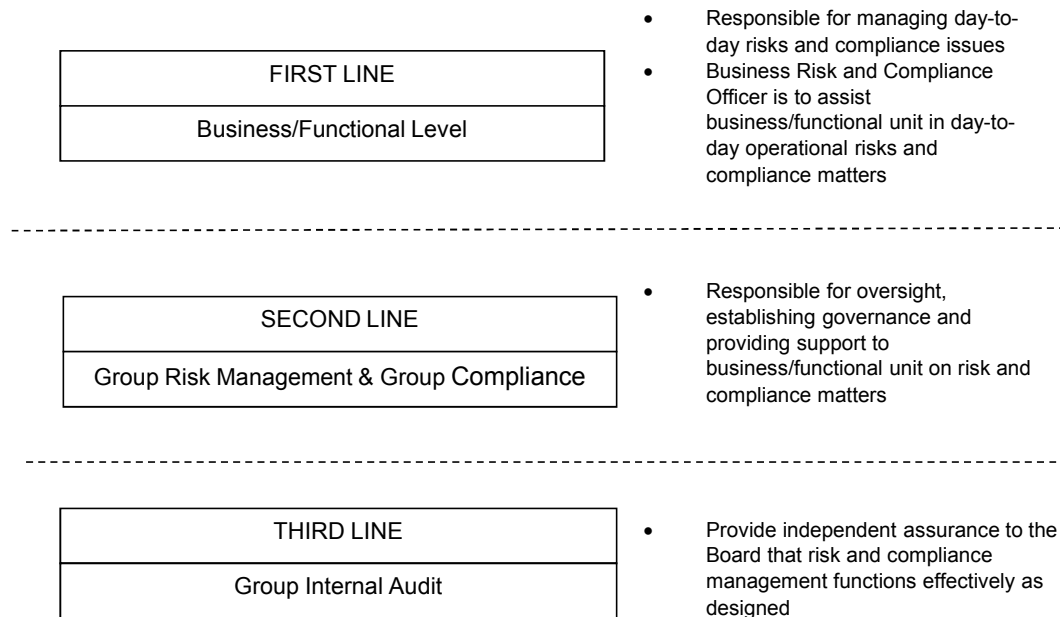 FIRST LINE
Business/Functional Level
• Responsible for managing day-to-
day risks and compliance issues
• Business Risk and Compliance
Officer is to assist
business/functional unit in day-to-
day operational risks and
compliance matters
SECOND LINE
Group Risk Management & Group Compliance
• Responsible for oversight,
establishing governance and
providing support to
business/functional unit on risk and
compliance matters
THIRD LINE
Group Internal Audit
• Provide independent assurance to the
Board that risk and compliance
management functions effectively as
designed